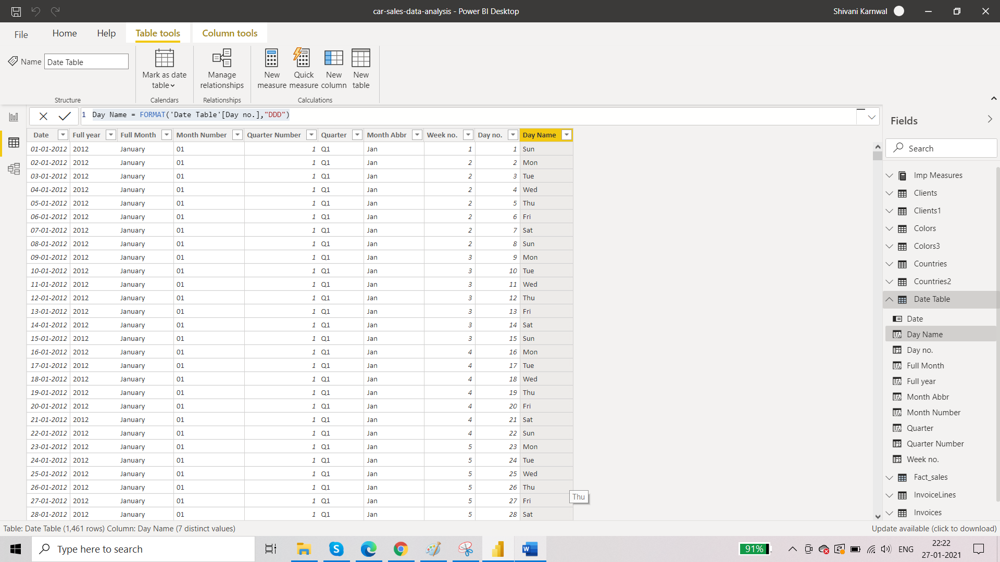 car-sales-data-analysis - Power BI Desktop
Shivani Karnwal
File Home Help Table tools Column tools
Name Date Table
Mark as date table
Manage relationships
New measure
Quick measure
New column
New table
Structure Calendars Relationships Calculations
1 Day Name = FORMAT('Date Table'[Day no.],"DDD")
Date Full year Full Month Month Number Quarter Number Quarter Month Abbr Week no. Day no. Day Name
01-01-2012 2012 January 01 1 Q1 Jan 1 1 Sun
02-01-2012 2012 January 01 1 Q1 Jan 2 2 Mon
03-01-2012 2012 January 01 1 Q1 Jan 2 3 Tue
04-01-2012 2012 January 01 1 Q1 Jan 2 4 Wed
05-01-2012 2012 January 01 1 Q1 Jan 2 5 Thu
06-01-2012 2012 January 01 1 Q1 Jan 2 6 Fri
07-01-2012 2012 January 01 1 Q1 Jan 2 7 Sat
08-01-2012 2012 January 01 1 Q1 Jan 2 8 Sun
09-01-2012 2012 January 01 1 Q1 Jan 3 9 Mon
10-01-2012 2012 January 01 1 Q1 Jan 3 10 Tue
11-01-2012 2012 January 01 1 Q1 Jan 3 11 Wed
12-01-2012 2012 January 01 1 Q1 Jan 3 12 Thu
13-01-2012 2012 January 01 1 Q1 Jan 3 13 Fri
14-01-2012 2012 January 01 1 Q1 Jan 3 14 Sat
15-01-2012 2012 January 01 1 Q1 Jan 3 15 Sun
16-01-2012 2012 January 01 1 Q1 Jan 4 16 Mon
17-01-2012 2012 January 01 1 Q1 Jan 4 17 Tue
18-01-2012 2012 January 01 1 Q1 Jan 4 18 Wed
19-01-2012 2012 January 01 1 Q1 Jan 4 19 Thu
20-01-2012 2012 January 01 1 Q1 Jan 4 20 Fri
21-01-2012 2012 January 01 1 Q1 Jan 4 21 Sat
22-01-2012 2012 January 01 1 Q1 Jan 4 22 Sun
23-01-2012 2012 January 01 1 Q1 Jan 5 23 Mon
24-01-2012 2012 January 01 1 Q1 Jan 5 24 Tue
25-01-2012 2012 January 01 1 Q1 Jan 5 25 Wed
26-01-2012 2012 January 01 1 Q1 Jan 5 26 Thu
27-01-2012 2012 January 01 1 Q1 Jan 5 27 Fri
28-01-2012 2012 January 01 1 Q1 Jan 5 28 Sat
Thu
Fields
Search
Imp Measures
Clients
Clients1
Colors
Colors3
Countries
Countries2
Date Table
Date
Day Name
Day no.
Full Month
Full year
Month Abbr
Month Number
Quarter
Quarter Number
Week no.
Fact_sales
InvoiceLines
Invoices
Table: Date Table (1,461 rows) Column: Day Name (7 distinct values)
Update available (click to download)
Type here to search
91%
ENG
22:22
27-01-2021